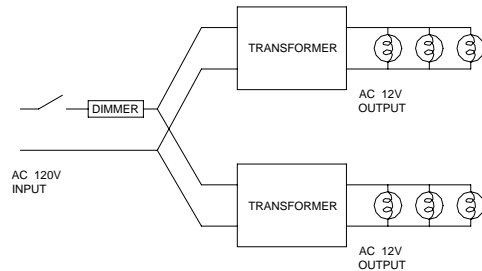 TRANSFORMER
AC 12V
OUTPUT
DIMMER
AC 120V
INPUT
TRANSFORMER
AC 12V
OUTPUT